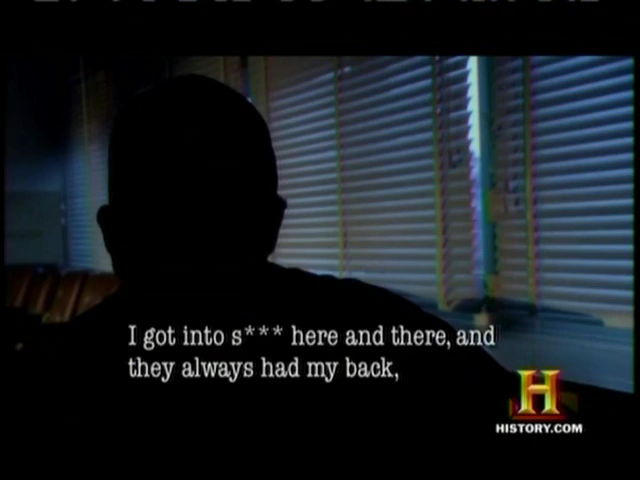 I got into s*** here and there, and
they always had my back,
H
HISTORY.COM